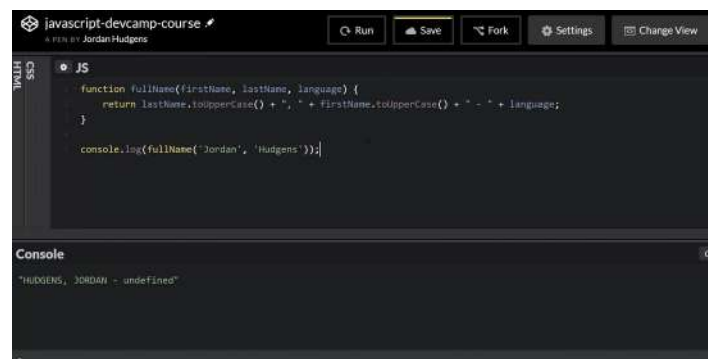 javascript-devcamp-course
A PEN BY Jordan Hudgens
Run
Save
Fork
Settings
Change View
HTML
CSS
JS
function fullName(firstName, lastName, language) {
return lastName.toUpperCase() + ", " + firstName.toUpperCase() + " - " + language;
}
console.log(fullName('Jordan', 'Hudgens'));
Console
"HUDGENS, JORDAN - undefined"